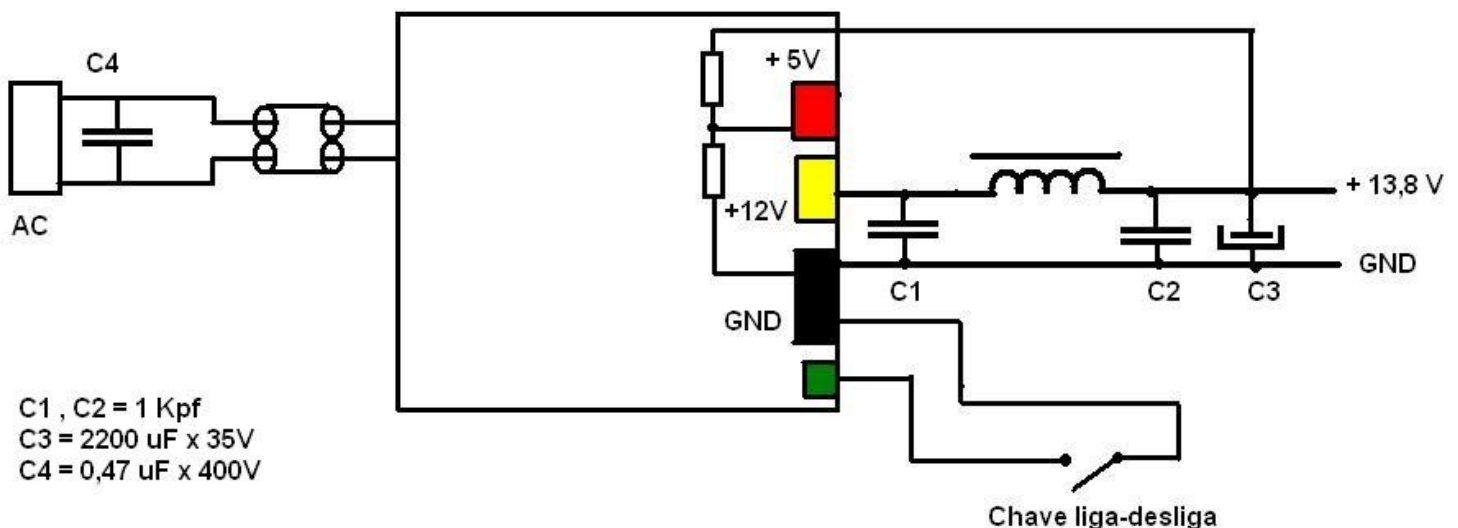 C4
+ 5V
AC
+12V
+ 13,8 V
GND
C1
C2
C3
GND
C1 , C2 = 1 Kpf
C3 = 2200 uF x 35V
C4 = 0,47 uF x 400V
Chave liga-desliga